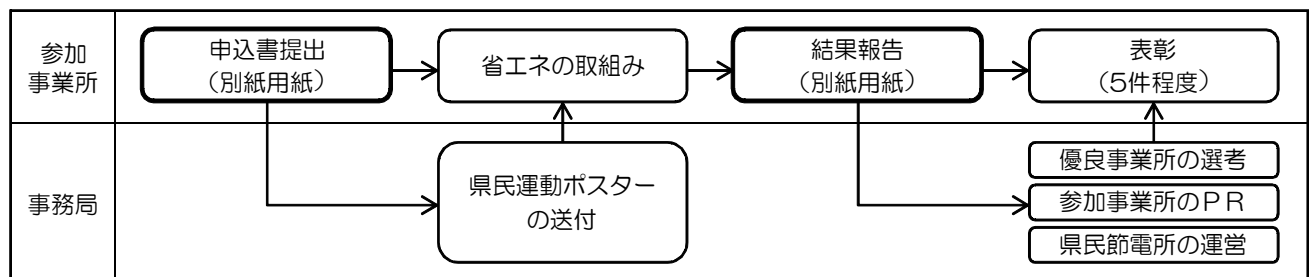 参加
事業所
申込書提出
（別紙用紙）
省エネの取組み
結果報告
（別紙用紙）
表彰
（5件程度）
事務局
県民運動ポスター
の送付
優良事業所の選考
参加事業所のＰＲ
県民節電所の運営